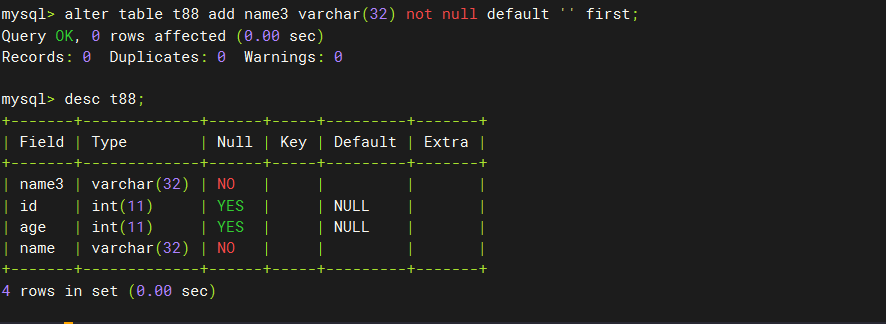 mysql> alter table t88 add name3 varchar(32) not null default '' first;
Query OK, 0 rows affected (0.00 sec)
Records: 0  Duplicates: 0  Warnings: 0
mysql> desc t88;
+-------+-------------+------+-----+---------+-------+
| Field | Type        | Null | Key | Default | Extra |
+-------+-------------+------+-----+---------+-------+
| name3 | varchar(32) | NO   |     |         |       |
| id    | int(11)     | YES  |     | NULL    |       |
| age   | int(11)     | YES  |     | NULL    |       |
| name  | varchar(32) | NO   |     |         |       |
+-------+-------------+------+-----+---------+-------+
4 rows in set (0.00 sec)